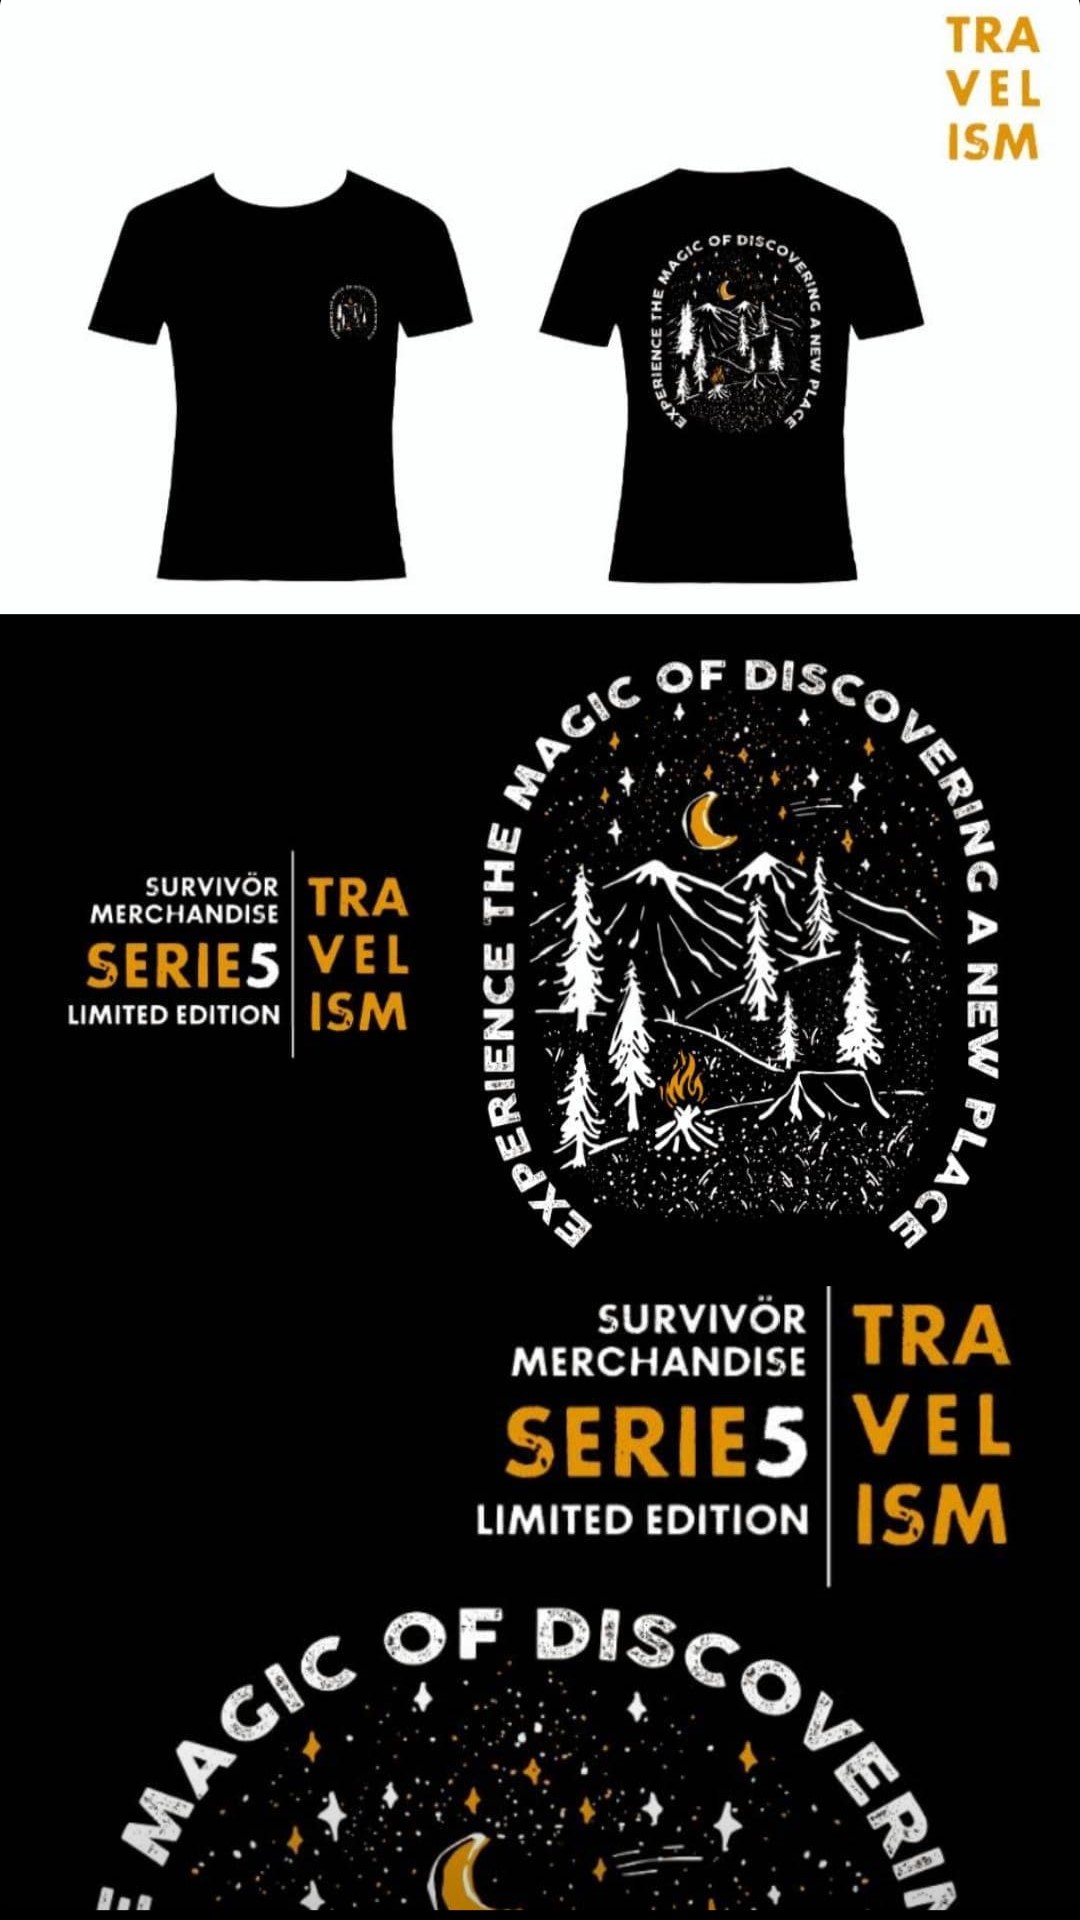 TRA
VEL
ISM
EXPERIENCE THE MAGIC OF DISCOVERING A NEW PLACE
EXPERIENCE THE MAGIC OF DISCOVERING A NEW PLACE
SURVIVÖR
MERCHANDISE
SERIE5
LIMITED EDITION
TRA
VEL
ISM
SURVIVÖR
MERCHANDISE
SERIE5
LIMITED EDITION
TRA
VEL
ISM
E MAGIC OF DISCOVERIN